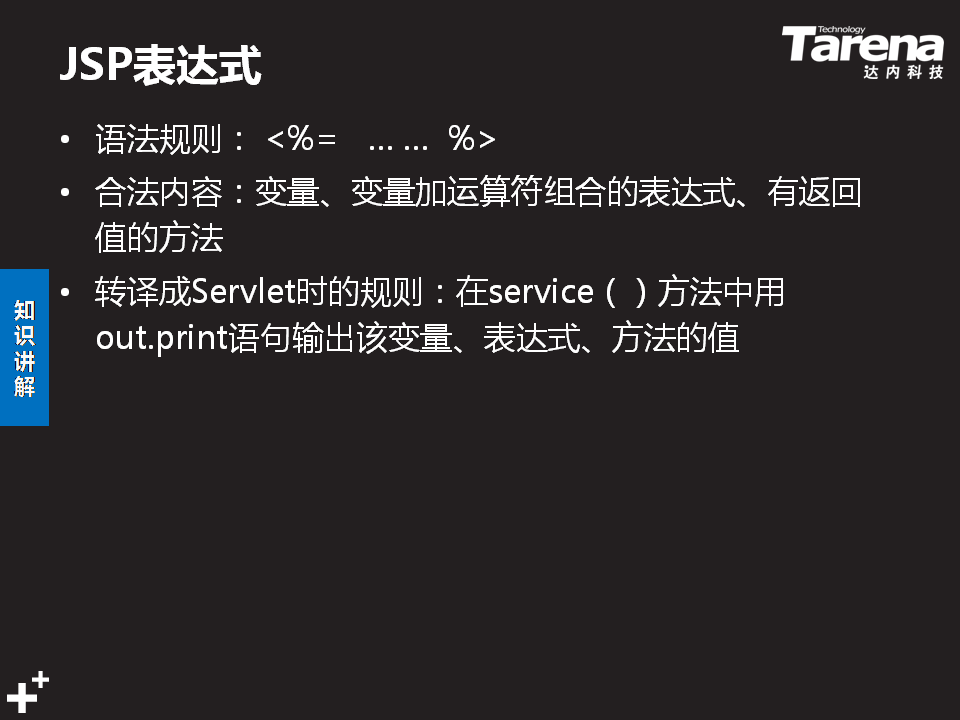 JSP表达式
Technology
Tarena
达内科技
• 语法规则： <%= …… %>
• 合法内容：变量、变量加运算符组合的表达式、有返回
值的方法
• 转译成Servlet时的规则：在service（）方法中用
out.print语句输出该变量、表达式、方法的值
知
识
讲
解